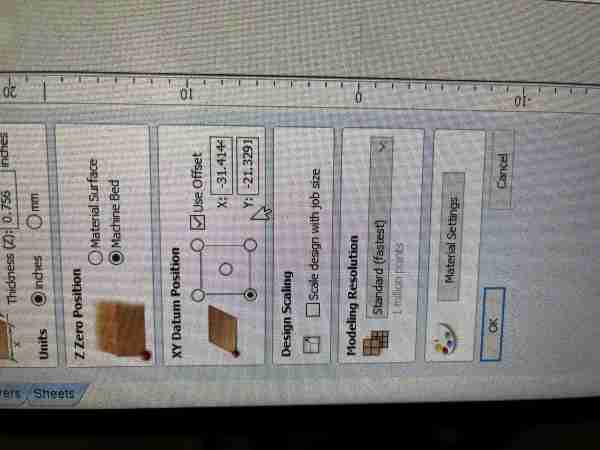 Thickness (Z): 0.756 inches
Units inches mm
Sheets
Z Zero Position
Material Surface
Machine Bed
XY Datum Position
Use Offset
X: -31.414
Y: -21.3291
Design Scaling
Scale design with job size
Modeling Resolution
Standard (fastest)
1 million points
Material Settings
OK
Cancel
20
10
0
-10